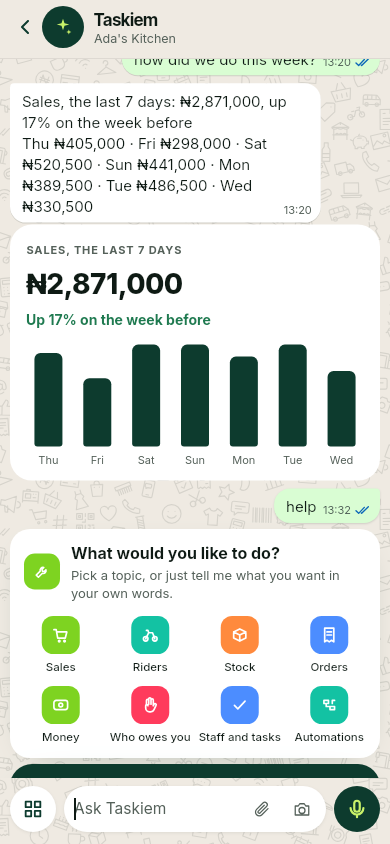 Taskiem
Ada's Kitchen
how did we do this week? 13:20
Sales, the last 7 days: ₦2,871,000, up
17% on the week before
Thu ₦405,000 · Fri ₦298,000 · Sat
₦520,500 · Sun ₦441,000 · Mon
₦389,500 · Tue ₦486,500 · Wed
₦330,500
13:20
SALES, THE LAST 7 DAYS
₦2,871,000
Up 17% on the week before
Thu Fri Sat Sun Mon Tue Wed
help 13:32
What would you like to do?
Pick a topic, or just tell me what you want in
your own words.
Sales Riders Stock Orders
Money Who owes you Staff and tasks Automations
Ask Taskiem